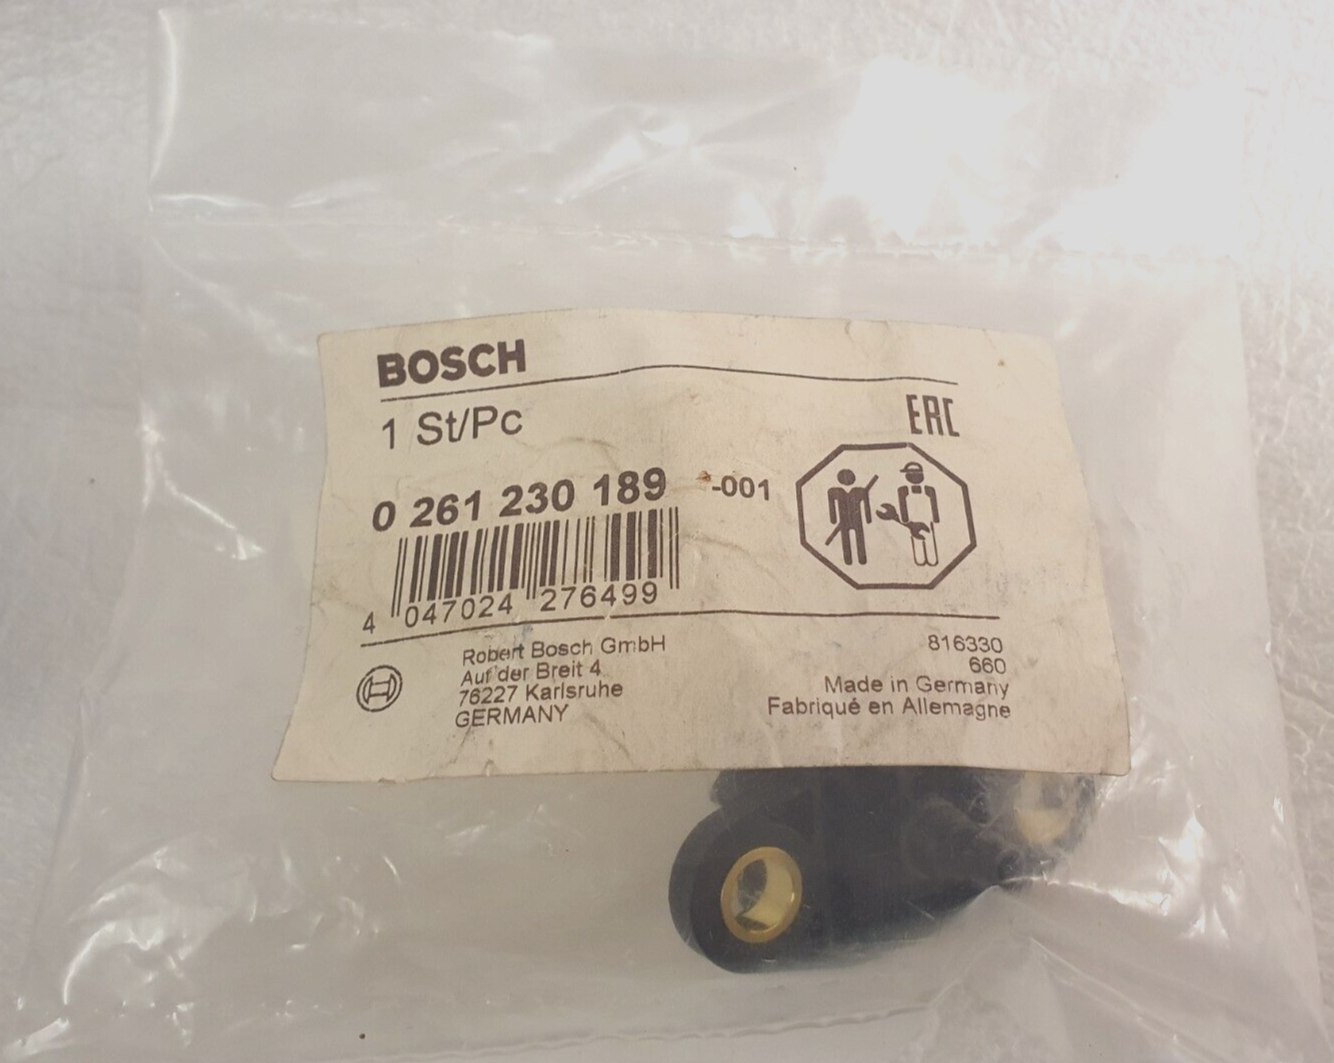 BOSCH
1 St/Pc
EAC
0 261 230 189 -001
4 047024 276499
Robert Bosch GmbH
Auf der Breit 4
76227 Karlsruhe
GERMANY
816330
660
Made in Germany
Fabriqué en Allemagne